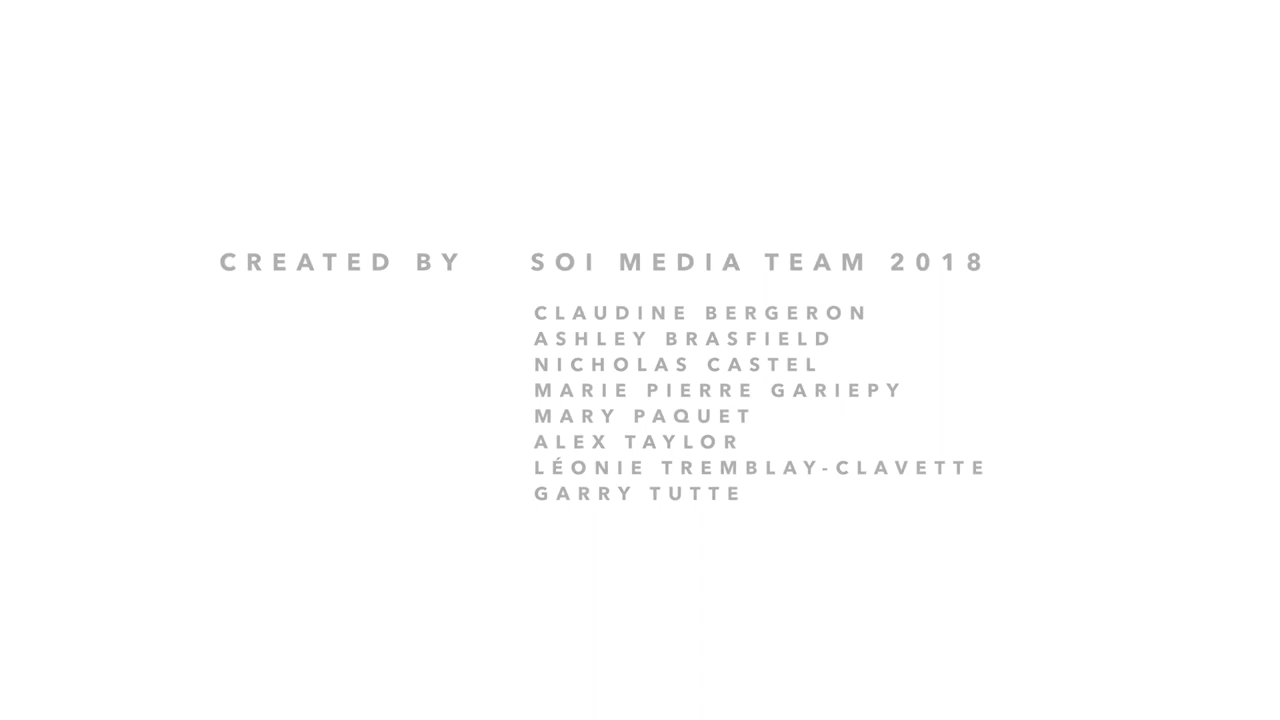 CREATED BY SOI MEDIA TEAM 2018
CLAUDINE BERGERON
ASHLEY BRASFIELD
NICHOLAS CASTEL
MARIE PIERRE GARIEPY
MARY PAQUET
ALEX TAYLOR
LÉONIE TREMBLAY-CLAVETTE
GARRY TUTTE